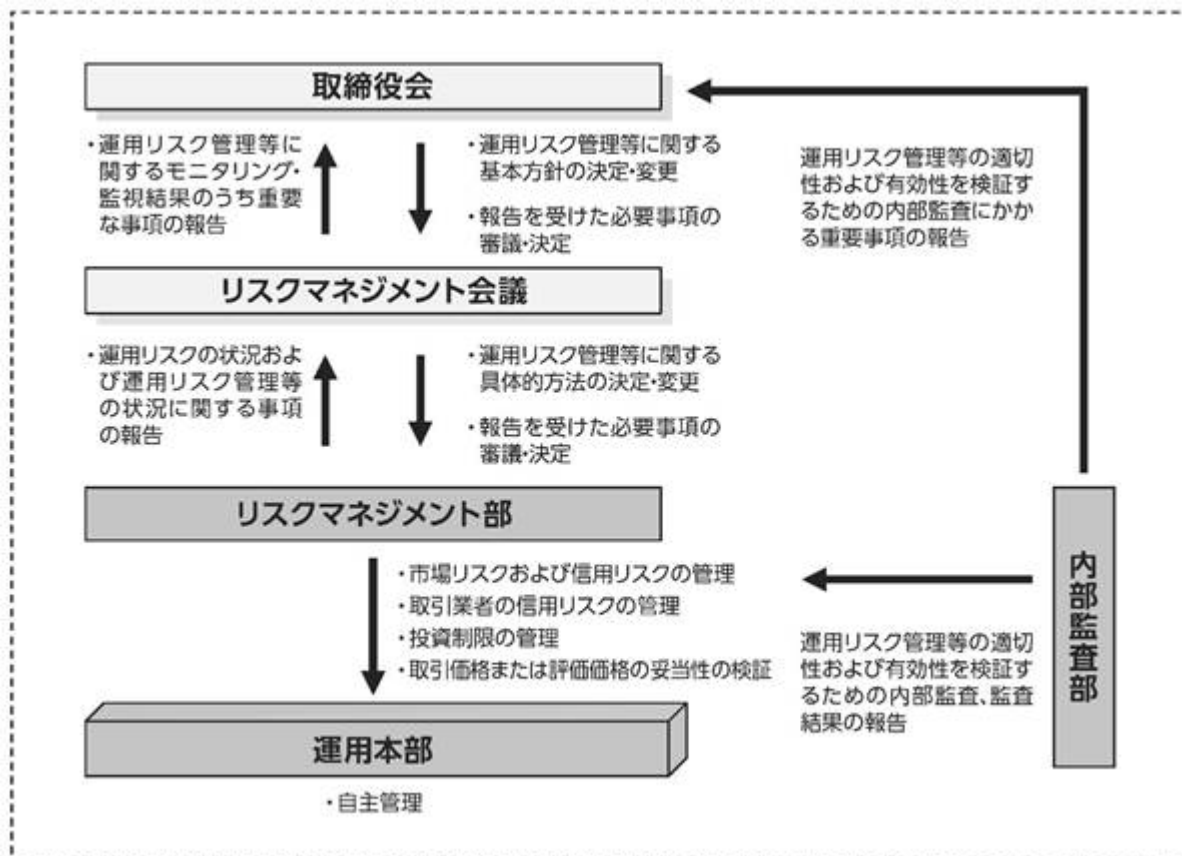 取締役会
・運用リスク管理等に
関するモニタリング・
監視結果のうち重要
な事項の報告
・運用リスク管理等に関する
基本方針の決定・変更
・報告を受けた必要事項の
審議・決定
運用リスク管理等の適切
性および有効性を検証す
るための内部監査にかか
る重要事項の報告
リスクマネジメント会議
・運用リスクの状況およ
び運用リスク管理等
の状況に関する事項
の報告
・運用リスク管理等に関する
具体的方法の決定・変更
・報告を受けた必要事項の
審議・決定
リスクマネジメント部
・市場リスクおよび信用リスクの管理
・取引業者の信用リスクの管理
・投資制限の管理
・取引価格または評価価格の妥当性の検証
内部監査部
運用リスク管理等の適切
性および有効性を検証す
るための内部監査、監査
結果の報告
運用本部
・自主管理